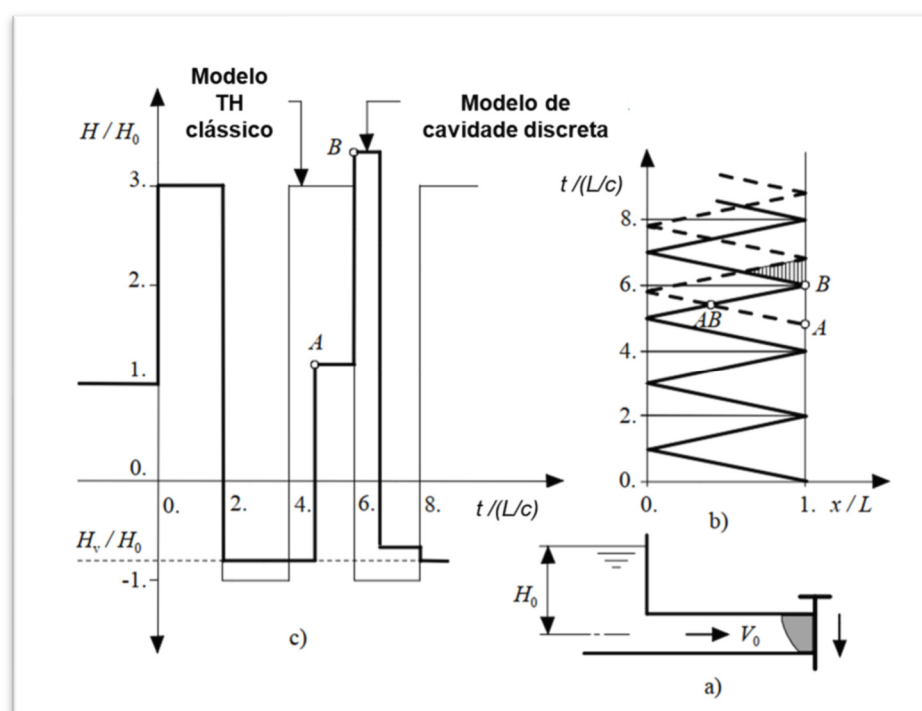 Modelo
TH
clássico
Modelo de
cavidade discreta
H / H₀
B
3.
2.
A
1.
0.
0.
2.
4.
6.
8.
t /(L/c)
Hᵥ / H₀
-1.
c)
t /(L/c)
8.
6.
B
AB
A
4.
2.
0.
0.
1.
x / L
b)
H₀
V₀
a)